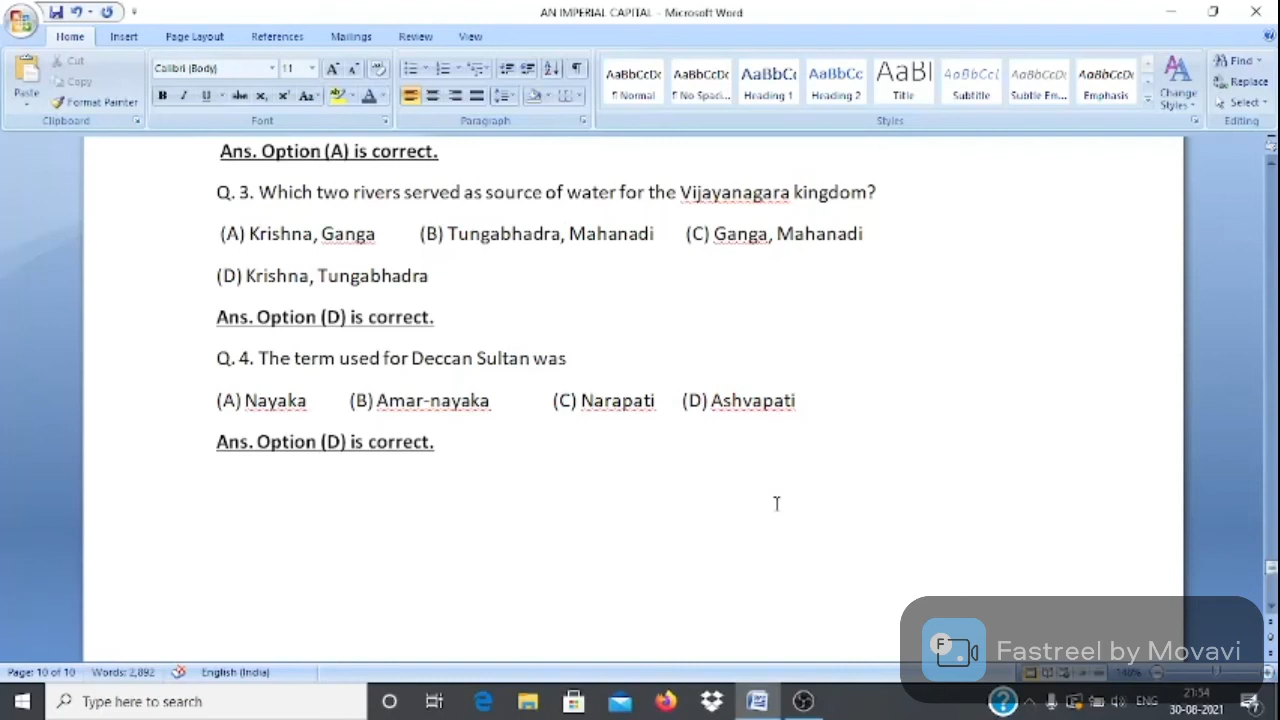 AN IMPERIAL CAPITAL - Microsoft Word
Home Insert Page Layout References Mailings Review View
Cut
Copy
Format Painter
Paste
Calibri (Body) 11
AaBbCcDc AaBbCcDc AaBbCc AaBbCc AaBl AaBbCcl AaBbCcDc AaBbCcDc
¶ Normal ¶ No Spaci... Heading 1 Heading 2 Title Subtitle Subtle Em... Emphasis
Change Styles
Find
Replace
Select
Clipboard Font Paragraph Styles Editing
Ans. Option (A) is correct.
Q. 3. Which two rivers served as source of water for the Vijayanagara kingdom?
(A) Krishna, Ganga (B) Tungabhadra, Mahanadi (C) Ganga, Mahanadi
(D) Krishna, Tungabhadra
Ans. Option (D) is correct.
Q. 4. The term used for Deccan Sultan was
(A) Nayaka (B) Amar-nayaka (C) Narapati (D) Ashvapati
Ans. Option (D) is correct.
Fastreel by Movavi
Page: 10 of 10 Words: 2,892 English (India) 140%
Type here to search
ENG
21:54
30-08-2021